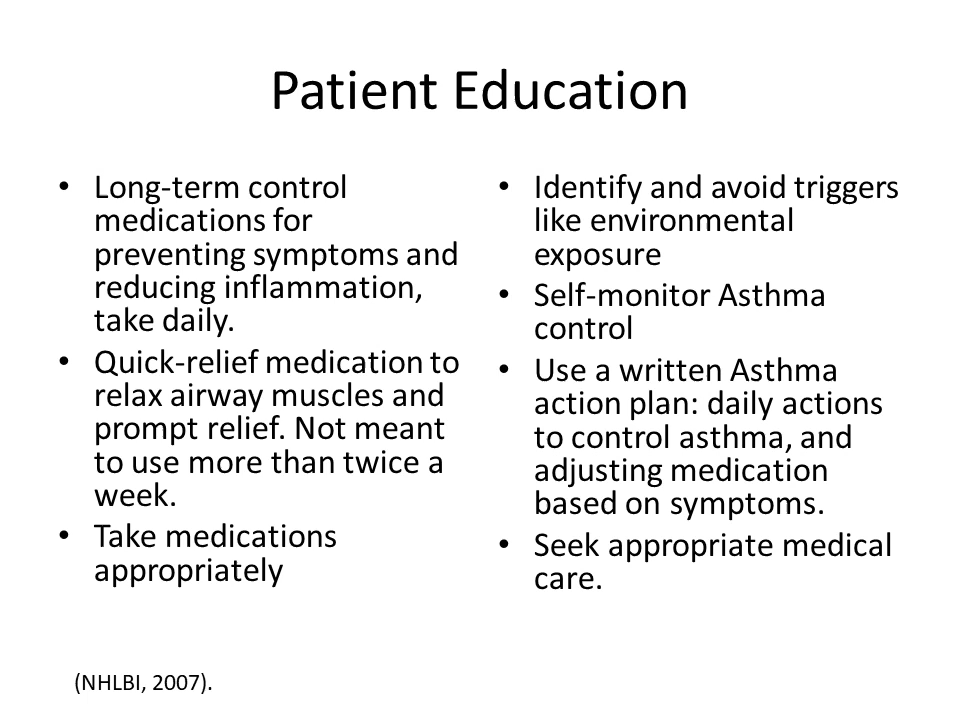 Patient Education
• Long-term control
medications for
preventing symptoms and
reducing inflammation,
take daily.
• Quick-relief medication to
relax airway muscles and
prompt relief. Not meant
to use more than twice a
week.
• Take medications
appropriately
• Identify and avoid triggers
like environmental
exposure
• Self-monitor Asthma
control
• Use a written Asthma
action plan: daily actions
to control asthma, and
adjusting medication
based on symptoms.
• Seek appropriate medical
care.
(NHLBI, 2007).